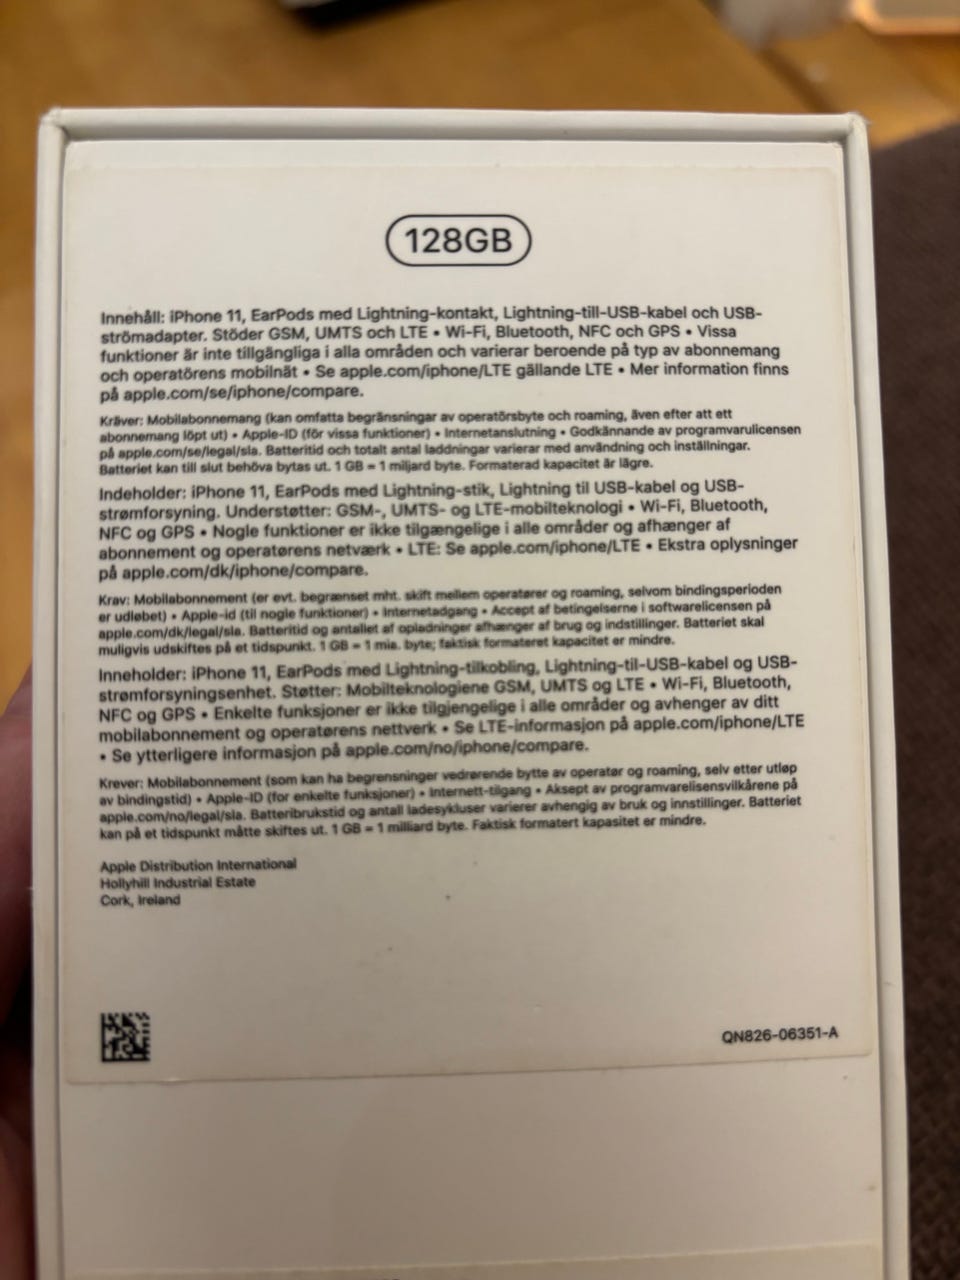 128GB
Innehåll: iPhone 11, EarPods med Lightning-kontakt, Lightning-till-USB-kabel och USB-
strömadapter. Stöder GSM, UMTS och LTE • Wi-Fi, Bluetooth, NFC och GPS • Vissa
funktioner är inte tillgängliga i alla områden och varierar beroende på typ av abonnemang
och operatörens mobilnät • Se apple.com/iphone/LTE gällande LTE • Mer information finns
på apple.com/se/iphone/compare.
Kräver: Mobilabonnemang (kan omfatta begränsningar av operatörsbyte och roaming, även efter att ett
abonnemang löpt ut) • Apple-ID (för vissa funktioner) • Internetanslutning • Godkännande av programvarulicensen
på apple.com/se/legal/sla. Batteritid och totalt antal laddningar varierar med användning och inställningar.
Batteriet kan till slut behöva bytas ut. 1 GB = 1 miljard byte. Formaterad kapacitet är lägre.
Indeholder: iPhone 11, EarPods med Lightning-stik, Lightning til USB-kabel og USB-
strømforsyning. Understøtter: GSM-, UMTS- og LTE-mobilteknologi • Wi-Fi, Bluetooth,
NFC og GPS • Nogle funktioner er ikke tilgængelige i alle områder og afhænger af
abonnement og operatørens netværk • LTE: Se apple.com/iphone/LTE • Ekstra oplysninger
på apple.com/dk/iphone/compare.
Krav: Mobilabonnement (er evt. begrænset mht. skift mellem operatører og roaming, selvom bindingsperioden
er udløbet) • Apple-id (til nogle funktioner) • Internetadgang • Accept af betingelserne i softwarelicensen på
apple.com/dk/legal/sla. Batteritid og antallet af opladninger afhænger af brug og indstillinger. Batteriet skal
muligvis udskiftes på et tidspunkt. 1 GB = 1 mia. byte; faktisk formateret kapacitet er mindre.
Inneholder: iPhone 11, EarPods med Lightning-tilkobling, Lightning-til-USB-kabel og USB-
strømforsyningsenhet. Støtter: Mobilteknologiene GSM, UMTS og LTE • Wi-Fi, Bluetooth,
NFC og GPS • Enkelte funksjoner er ikke tilgjengelige i alle områder og avhenger av ditt
mobilabonnement og operatørens nettverk • Se LTE-informasjon på apple.com/iphone/LTE
• Se ytterligere informasjon på apple.com/no/iphone/compare.
Krever: Mobilabonnement (som kan ha begrensninger vedrørende bytte av operatør og roaming, selv etter utløp
av bindingstid) • Apple-ID (for enkelte funksjoner) • Internett-tilgang • Aksept av programvarelisensvilkårene på
apple.com/no/legal/sla. Batteribrukstid og antall ladesykluser varierer avhengig av bruk og innstillinger. Batteriet
kan på et tidspunkt måtte skiftes ut. 1 GB = 1 milliard byte. Faktisk formatert kapasitet er mindre.
Apple Distribution International
Hollyhill Industrial Estate
Cork, Ireland
QN826-06351-A